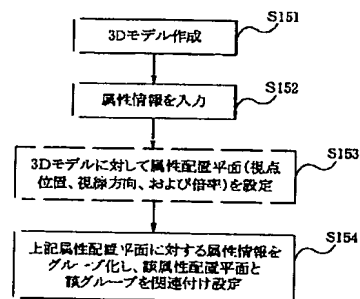 S151
3Dモデル作成
S152
属性情報を入力
S153
3Dモデルに対して属性配置平面(視点
位置、視線方向、および倍率)を設定
S154
上記属性配置平面に対する属性情報を
グループ化し、該属性配置平面と
該グループを関連付け設定